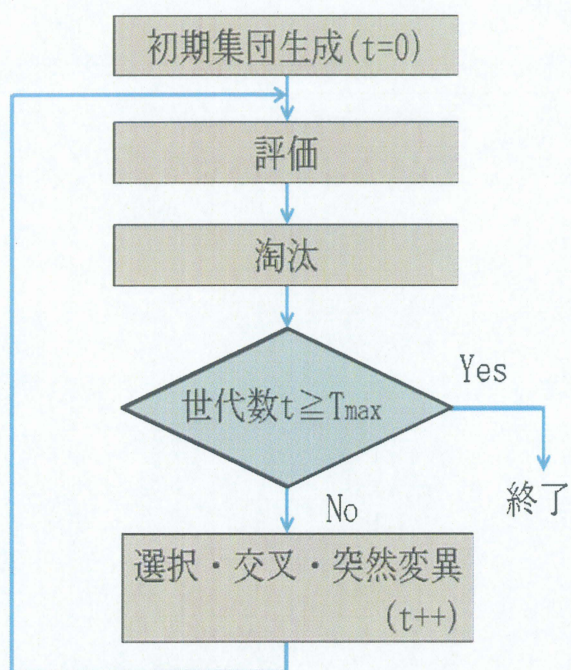 初期集団生成(t=0)
評価
淘汰
世代数t≧Tmax
Yes
終了
No
選択・交叉・突然変異
(t++)